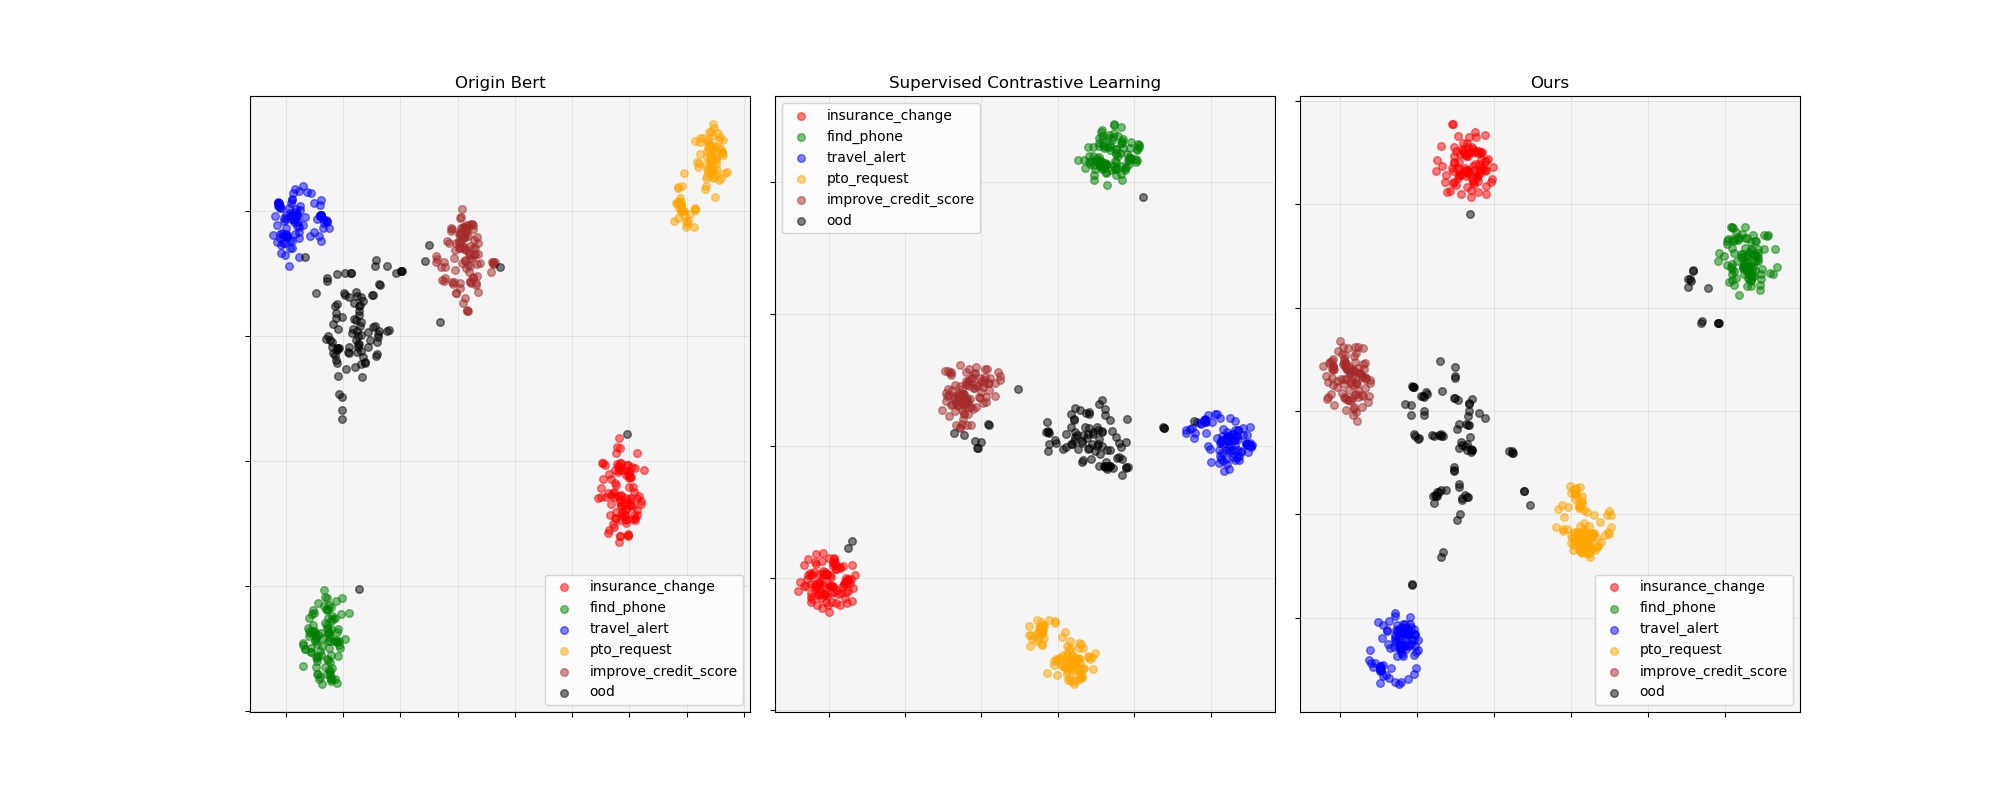 Origin Bert
insurance_change
find_phone
travel_alert
pto_request
improve_credit_score
ood
Supervised Contrastive Learning
insurance_change
find_phone
travel_alert
pto_request
improve_credit_score
ood
Ours
insurance_change
find_phone
travel_alert
pto_request
improve_credit_score
ood